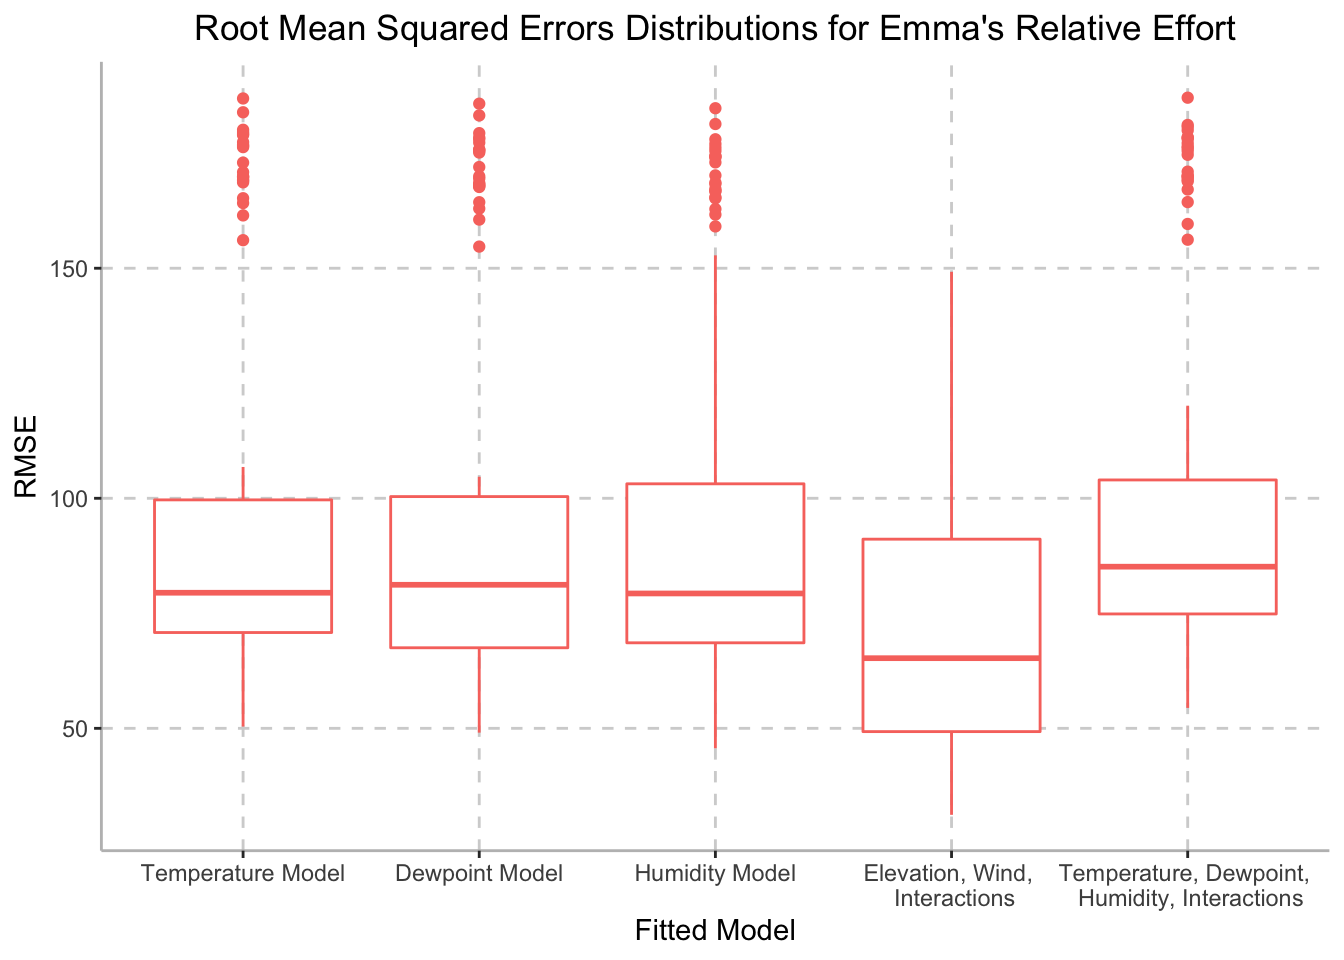 Root Mean Squared Errors Distributions for Emma's Relative Effort
RMSE
150
100
50
Temperature Model
Dewpoint Model
Humidity Model
Elevation, Wind,
Interactions
Temperature, Dewpoint,
Humidity, Interactions
Fitted Model